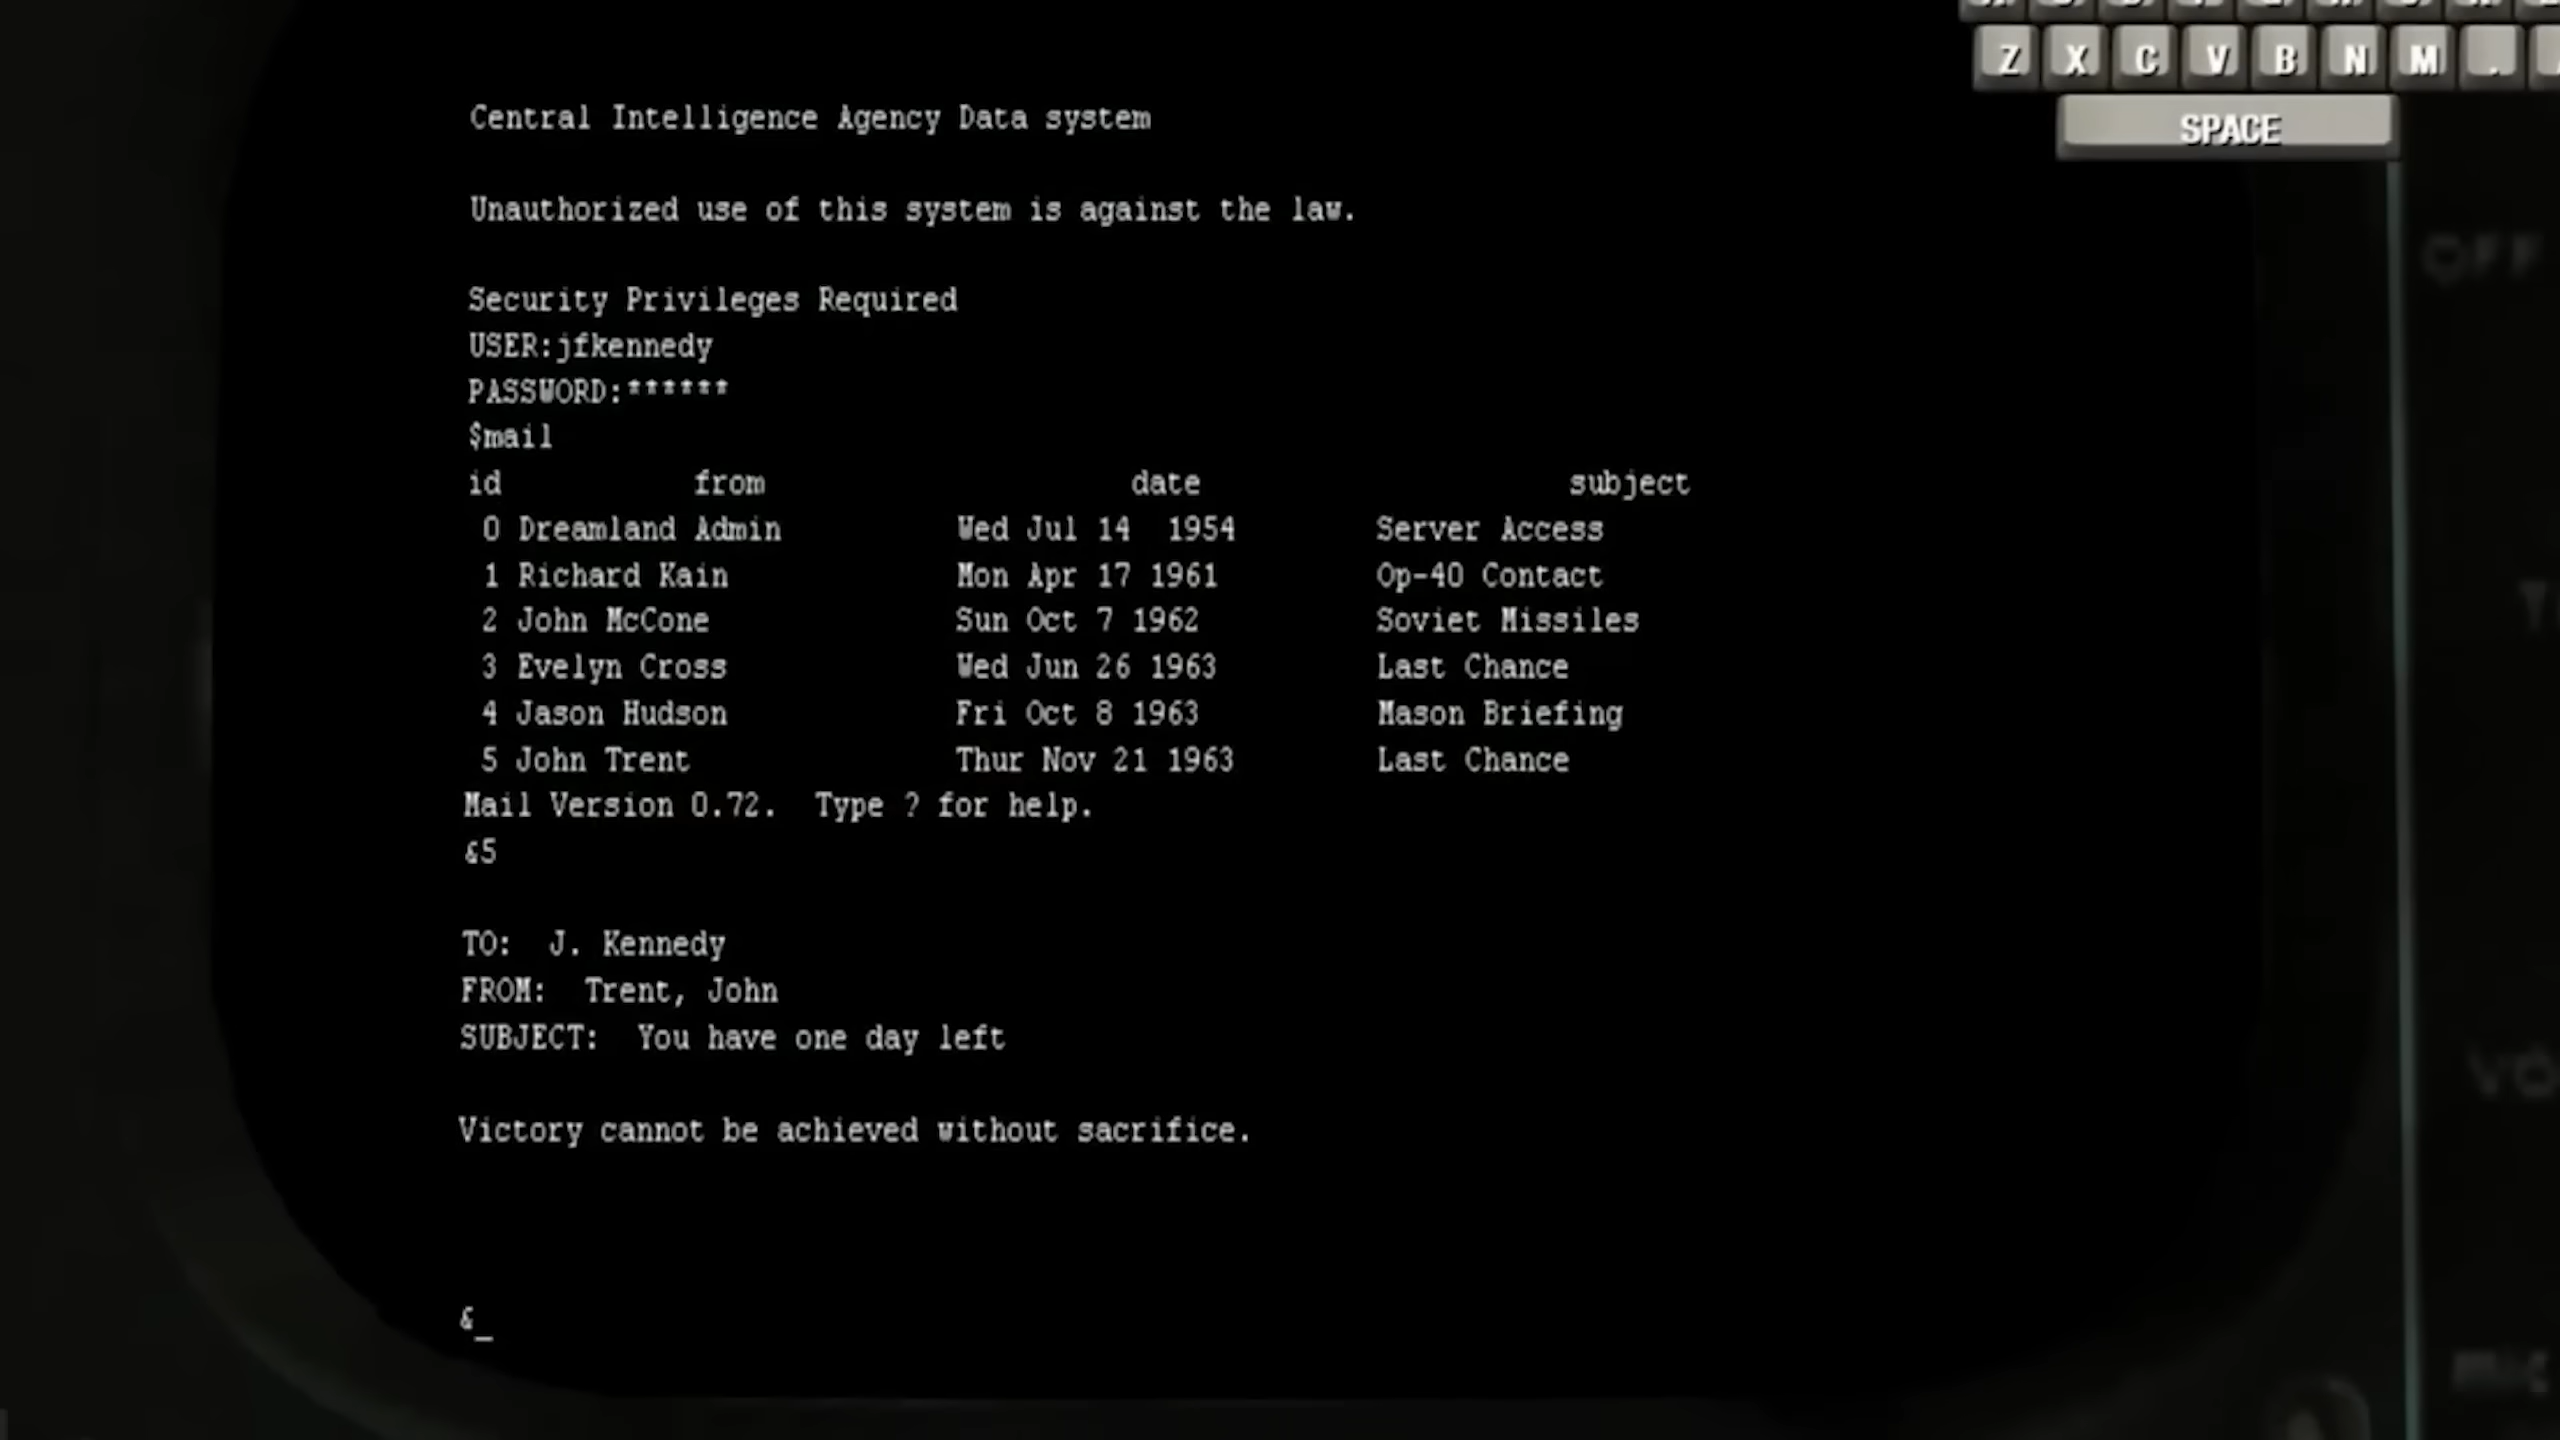 Z X C V B N M .
SPACE
Central Intelligence Agency Data system
Unauthorized use of this system is against the law.
OFF
Security Privileges Required
USER:jfkennedy
PASSWORD:******
$mail
id from date subject
0 Dreamland Admin Wed Jul 14 1954 Server Access
1 Richard Kain Mon Apr 17 1961 Op-40 Contact
2 John McCone Sun Oct 7 1962 Soviet Missiles
3 Evelyn Cross Wed Jun 26 1963 Last Chance
4 Jason Hudson Fri Oct 8 1963 Mason Briefing
5 John Trent Thur Nov 21 1963 Last Chance
Mail Version 0.72. Type ? for help.
&5
TO: J. Kennedy
FROM: Trent, John
SUBJECT: You have one day left
Victory cannot be achieved without sacrifice.
&_